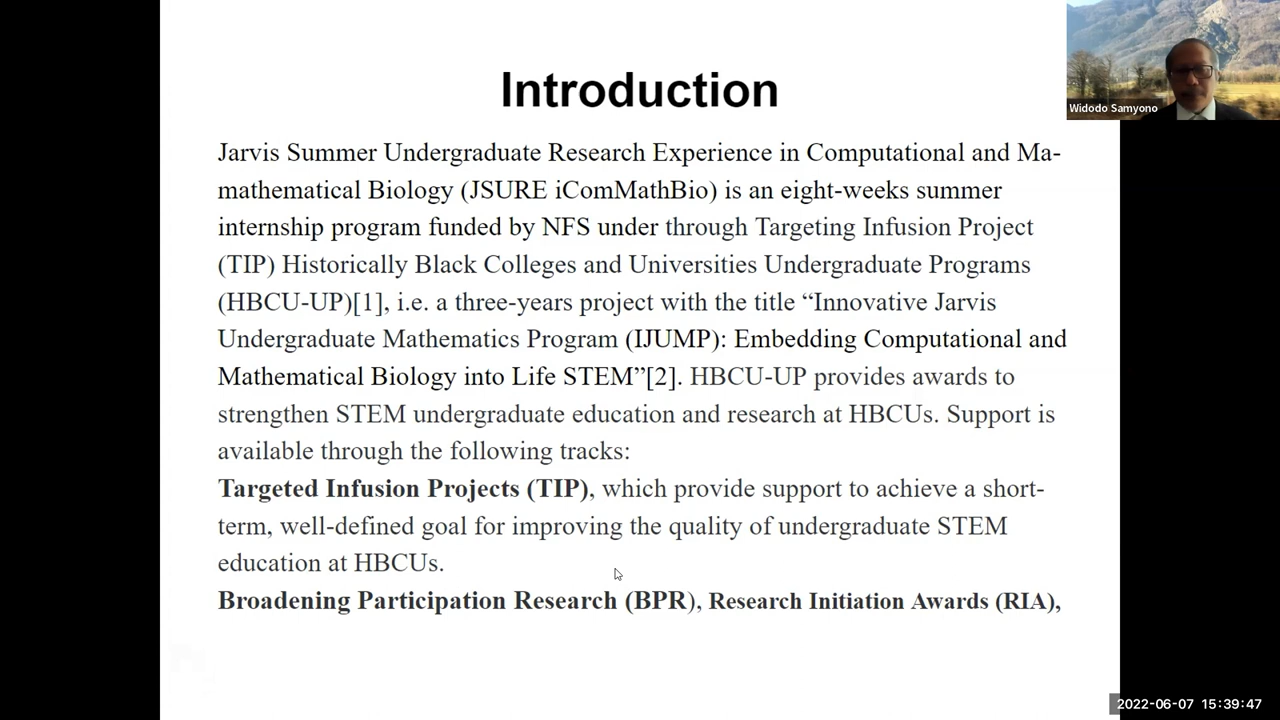 Introduction
Widodo Samyono
Jarvis Summer Undergraduate Research Experience in Computational and Ma-
mathematical Biology (JSURE iComMathBio) is an eight-weeks summer
internship program funded by NFS under through Targeting Infusion Project
(TIP) Historically Black Colleges and Universities Undergraduate Programs
(HBCU-UP)[1], i.e. a three-years project with the title “Innovative Jarvis
Undergraduate Mathematics Program (IJUMP): Embedding Computational and
Mathematical Biology into Life STEM”[2]. HBCU-UP provides awards to
strengthen STEM undergraduate education and research at HBCUs. Support is
available through the following tracks:
Targeted Infusion Projects (TIP), which provide support to achieve a short-
term, well-defined goal for improving the quality of undergraduate STEM
education at HBCUs.
Broadening Participation Research (BPR), Research Initiation Awards (RIA),
2022-06-07 15:39:47